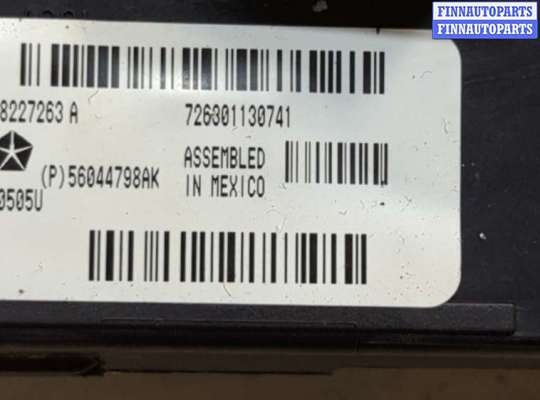 FINNAUTOPARTS
FINNAUTOPARTS
8227263 A
726301130741
(P)56044798AK
ASSEMBLED
IN MEXICO
0505U